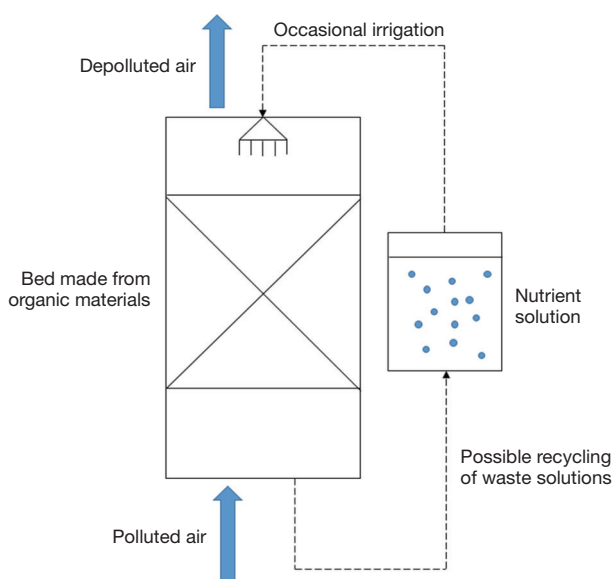 Occasional irrigation
Depolluted air
Bed made from
organic materials
Nutrient
solution
Possible recycling
of waste solutions
Polluted air